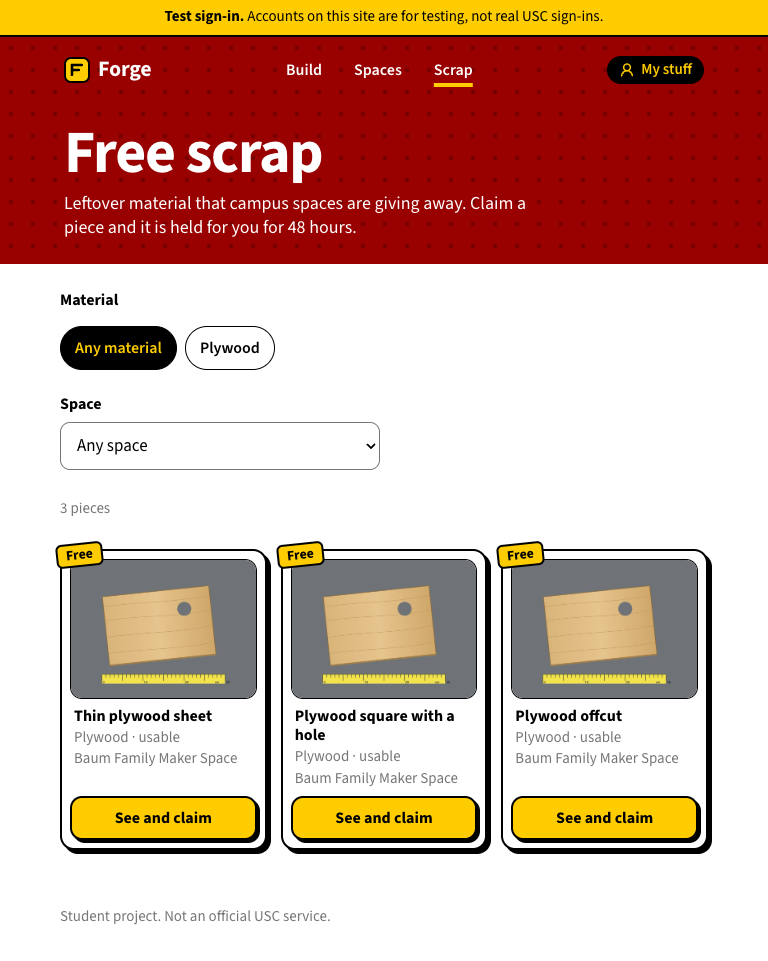 Test sign-in. Accounts on this site are for testing, not real USC sign-ins.
F Forge
Build Spaces Scrap
My stuff
Free scrap
Leftover material that campus spaces are giving away. Claim a
piece and it is held for you for 48 hours.
Material
Any material Plywood
Space
Any space
3 pieces
Free
Thin plywood sheet
Plywood · usable
Baum Family Maker Space
See and claim
Free
Plywood square with a
hole
Plywood · usable
Baum Family Maker Space
See and claim
Free
Plywood offcut
Plywood · usable
Baum Family Maker Space
See and claim
Student project. Not an official USC service.